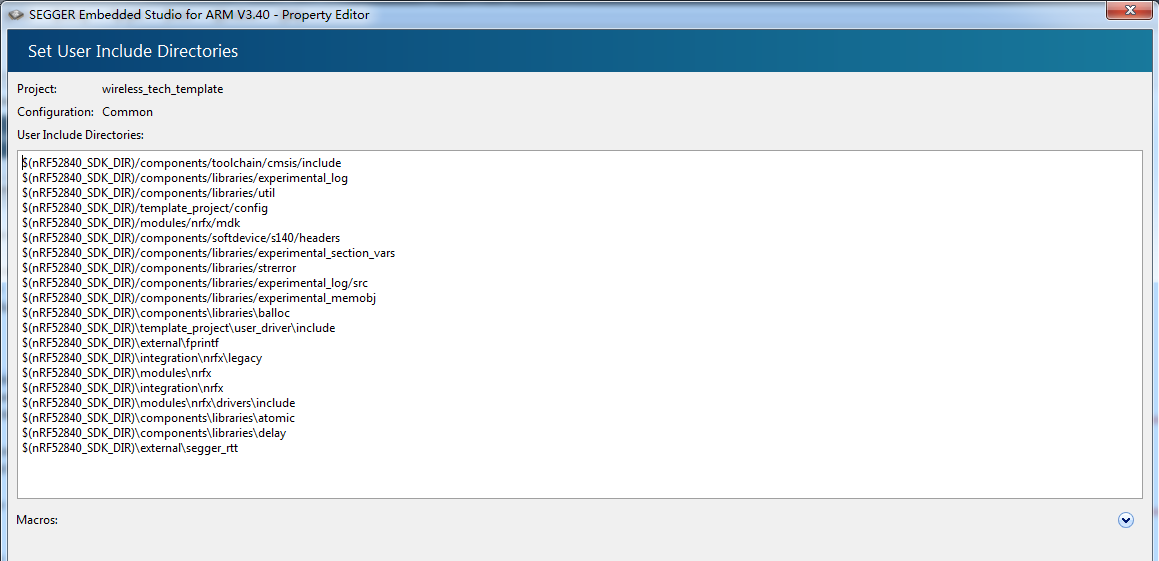 SEGGER Embedded Studio for ARM V3.40 - Property Editor
Set User Include Directories
Project: wireless_tech_template
Configuration: Common
User Include Directories:
$(nRF52840_SDK_DIR)/components/toolchain/cmsis/include
$(nRF52840_SDK_DIR)/components/libraries/experimental_log
$(nRF52840_SDK_DIR)/components/libraries/util
$(nRF52840_SDK_DIR)/template_project/config
$(nRF52840_SDK_DIR)/modules/nrfx/mdk
$(nRF52840_SDK_DIR)/components/softdevice/s140/headers
$(nRF52840_SDK_DIR)/components/libraries/experimental_section_vars
$(nRF52840_SDK_DIR)/components/libraries/strerror
$(nRF52840_SDK_DIR)/components/libraries/experimental_log/src
$(nRF52840_SDK_DIR)/components/libraries/experimental_memobj
$(nRF52840_SDK_DIR)\components\libraries\balloc
$(nRF52840_SDK_DIR)\template_project\user_driver\include
$(nRF52840_SDK_DIR)\external\fprintf
$(nRF52840_SDK_DIR)\integration\nrfx\legacy
$(nRF52840_SDK_DIR)\modules\nrfx
$(nRF52840_SDK_DIR)\integration\nrfx
$(nRF52840_SDK_DIR)\modules\nrfx\drivers\include
$(nRF52840_SDK_DIR)\components\libraries\atomic
$(nRF52840_SDK_DIR)\components\libraries\delay
$(nRF52840_SDK_DIR)\external\segger_rtt
Macros: